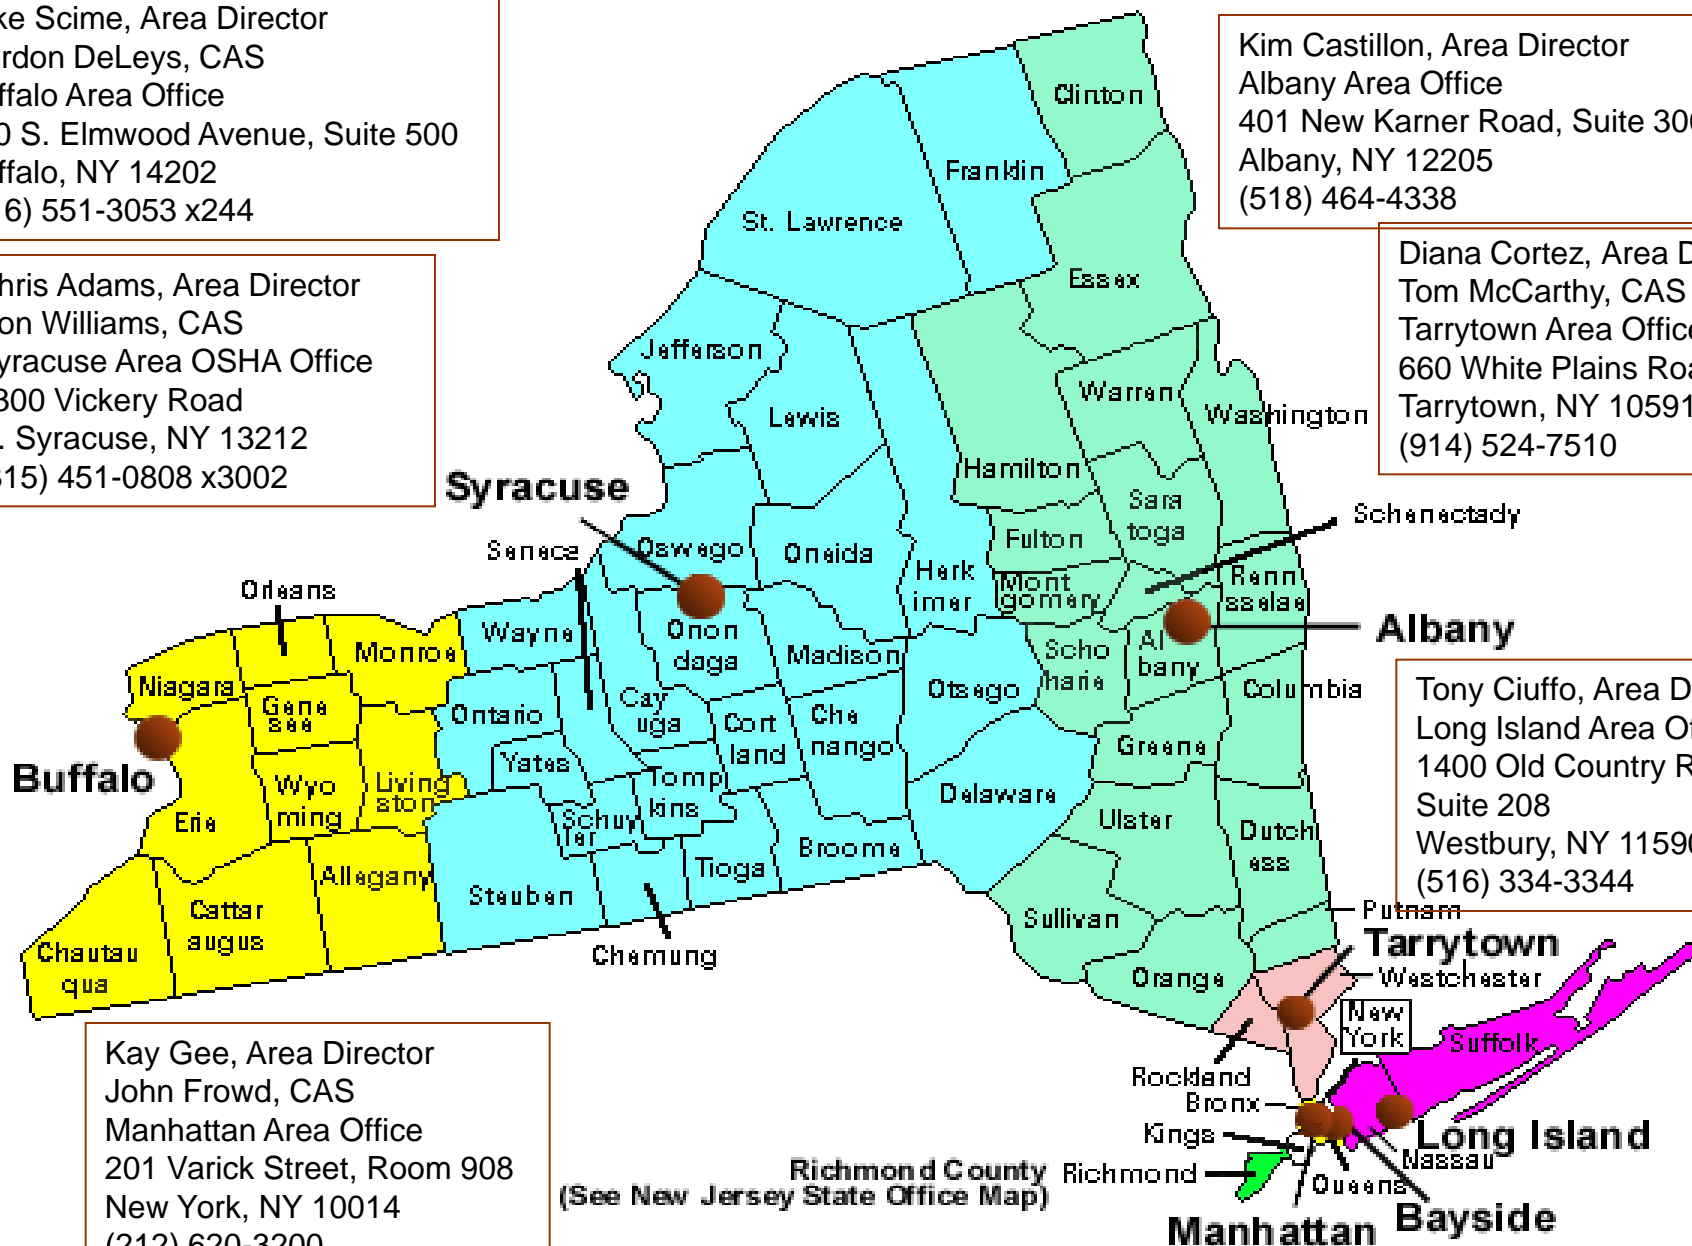 ke Scime, Area Director
rdon DeLeys, CAS
ffalo Area Office
0 S. Elmwood Avenue, Suite 500
ffalo, NY 14202
16) 551-3053 x244
Kim Castillon, Area Director
Albany Area Office
401 New Karner Road, Suite 300
Albany, NY 12205
(518) 464-4338
hris Adams, Area Director
on Williams, CAS
yracuse Area OSHA Office
300 Vickery Road
. Syracuse, NY 13212
315) 451-0808 x3002
Diana Cortez, Area D
Tom McCarthy, CAS
Tarrytown Area Office
660 White Plains Roa
Tarrytown, NY 10591
(914) 524-7510
Clinton
Franklin
St. Lawrence
Essex
Jefferson
Lewis
Warren
Washington
Hamilton
Syracuse
Sara
toga
Schenectady
Seneca
Oswego
Oneida
Fulton
Herk
imer
Mont
gomery
Renn
sselae
Orleans
Wayne
Onon
daga
Albany
Monroe
Madison
Scho
harie
Al
bany
Niagara
Gene
see
Ontario
Cay
uga
Cort
land
Che
nango
Otsego
Columbia
Greene
Buffalo
Yates
Wyo
ming
Living
ston
Tomp
kins
Delaware
Erie
Schuy
ler
Ulster
Dutch
ess
Broome
Tioga
Allegany
Steuben
Cattar
augus
Sullivan
Chautau
qua
Chemung
Orange
Tony Ciuffo, Area D
Long Island Area Of
1400 Old Country R
Suite 208
Westbury, NY 11590
(516) 334-3344
Putnam
Tarrytown
Westchester
New
York
Suffolk
Rockland
Bronx
Kings
Long Island
Nassau
Richmond
Queens
Richmond County
(See New Jersey State Office Map)
Manhattan
Bayside
Kay Gee, Area Director
John Frowd, CAS
Manhattan Area Office
201 Varick Street, Room 908
New York, NY 10014
(212) 620-3200